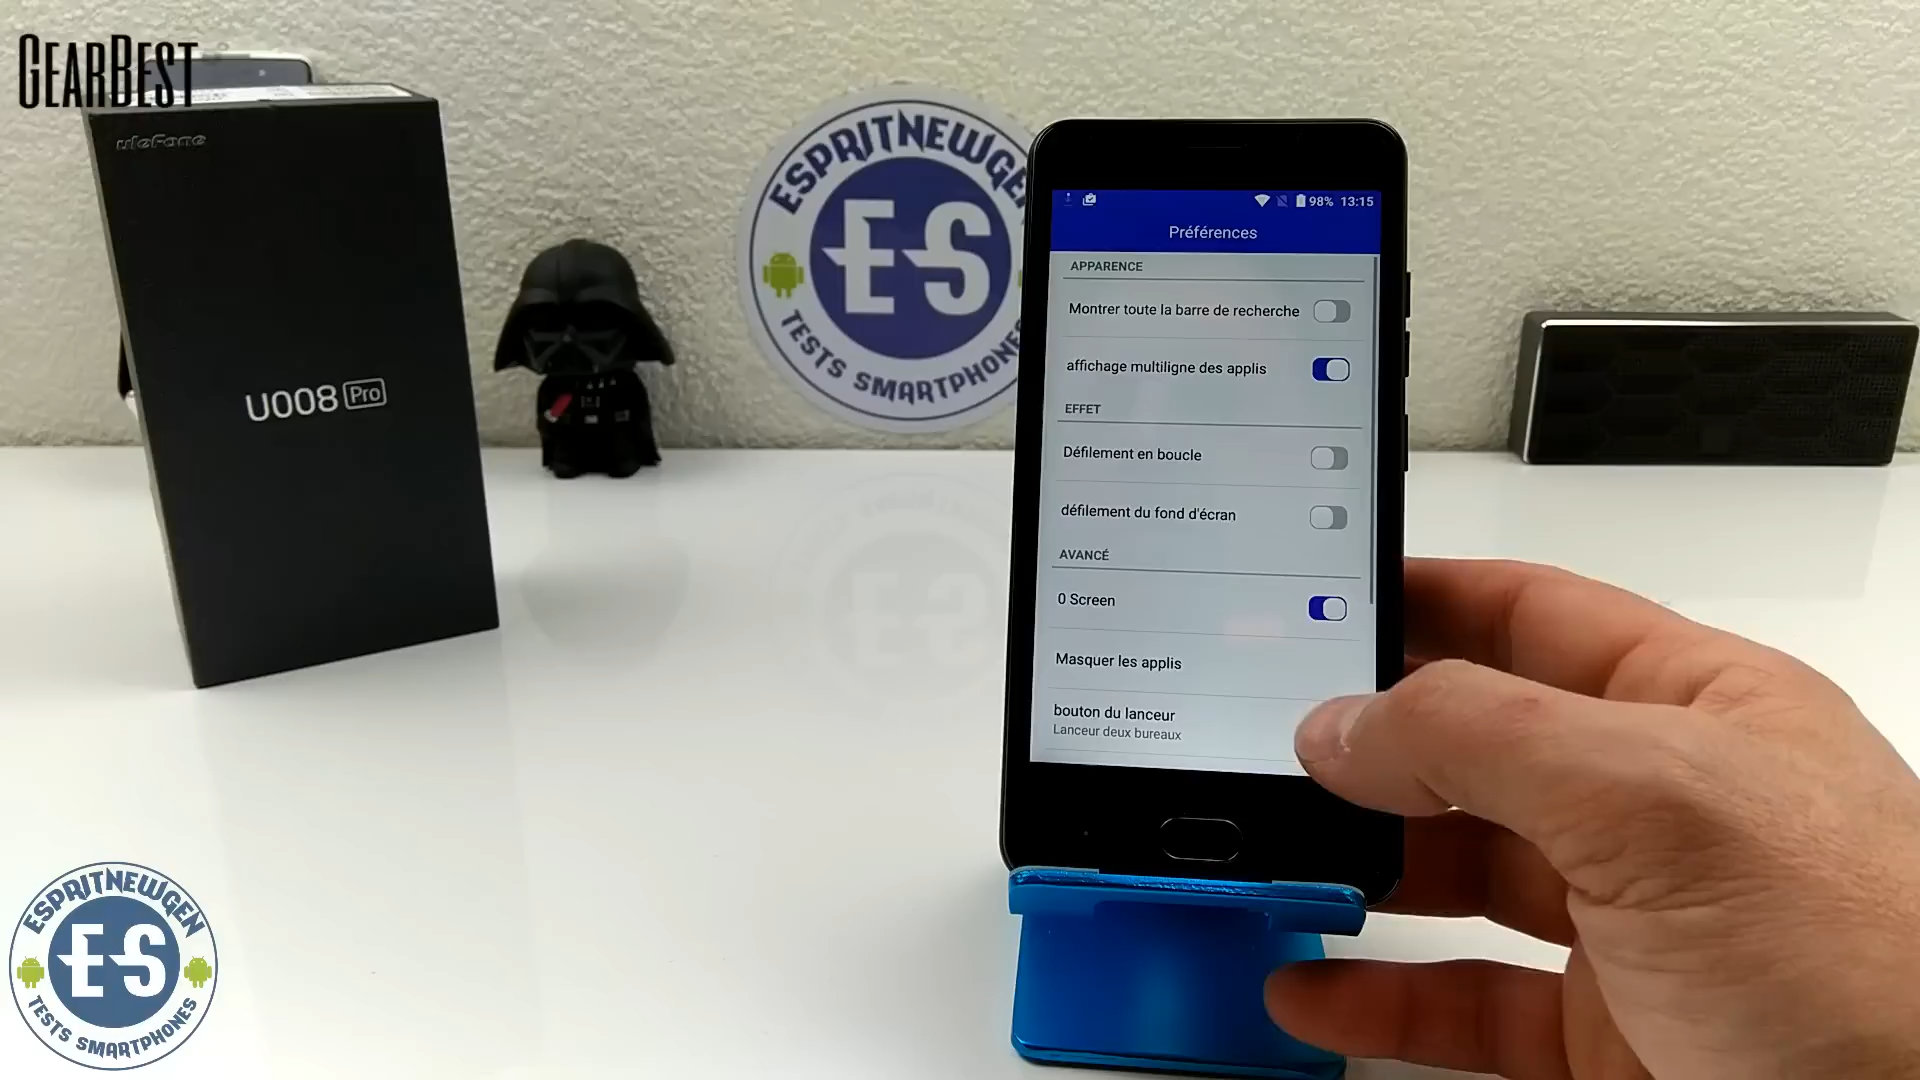 GEARBEST
uleFone
U008 Pro
ESPRITNEWGEN
ES
TESTS SMARTPHONES
98% 13:15
Préférences
APPARENCE
Montrer toute la barre de recherche
affichage multiligne des applis
EFFET
Défilement en boucle
défilement du fond d'écran
AVANCÉ
0 Screen
Masquer les applis
bouton du lanceur
Lanceur deux bureaux
ESPRITNEWGEN
ES
TESTS SMARTPHONES